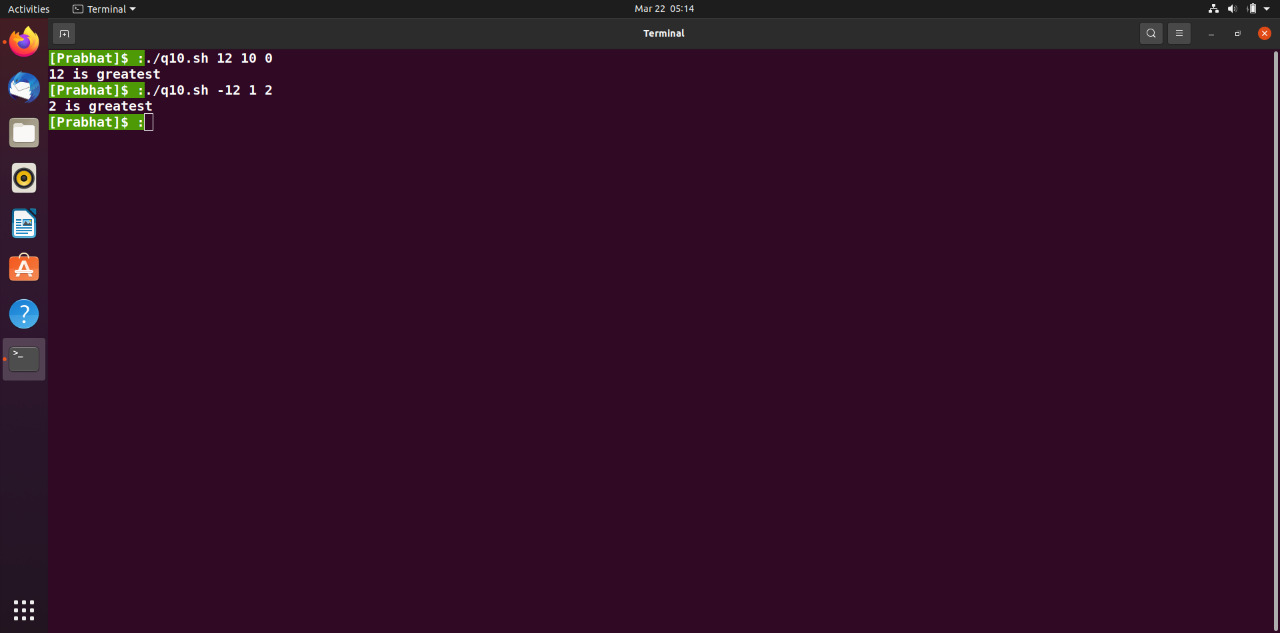 Activities Terminal Mar 22 05:14
Terminal
[Prabhat]$ :./q10.sh 12 10 0
12 is greatest
[Prabhat]$ :./q10.sh -12 1 2
2 is greatest
[Prabhat]$ :